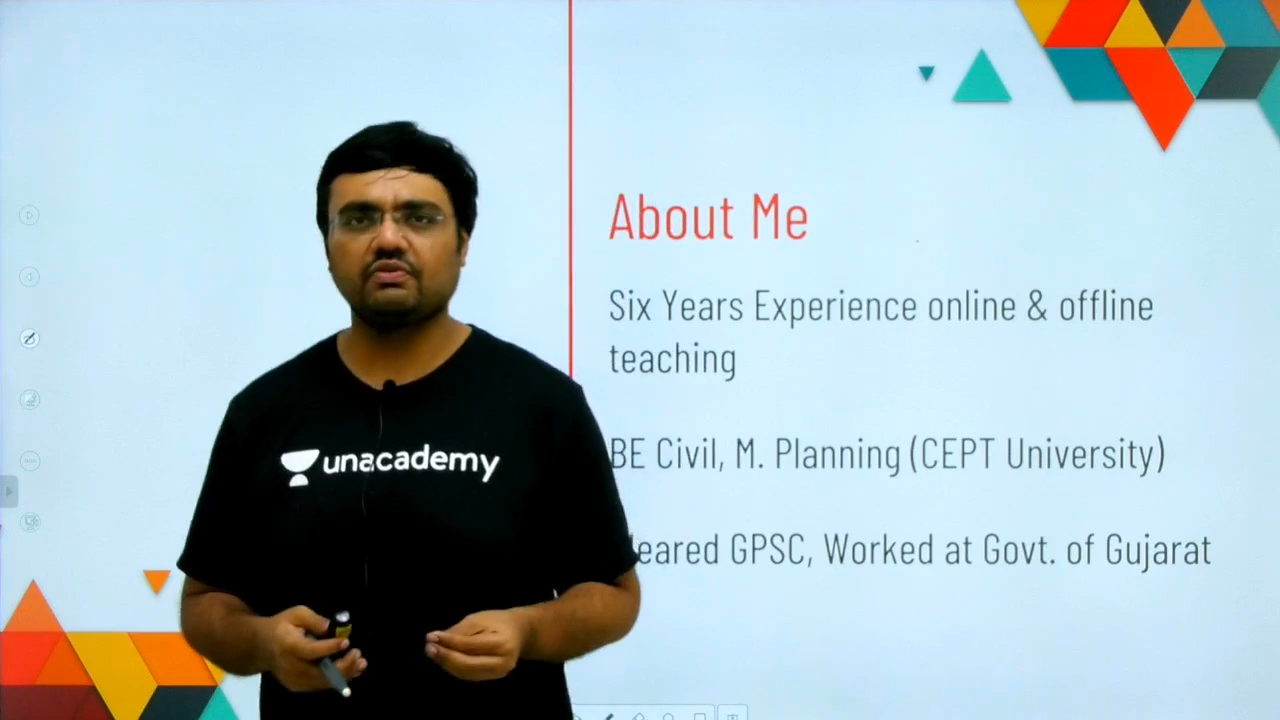 About Me
Six Years Experience online & offline
teaching
BE Civil, M. Planning (CEPT University)
GPSC, Worked at Govt. of Gujarat
unacademy